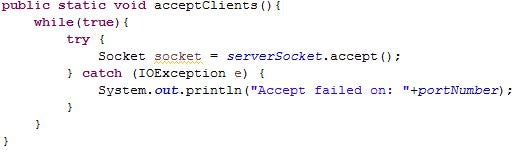 public static void acceptClients(){
    while(true){
        try {
            Socket socket = serverSocket.accept();
        } catch (IOException e) {
            System.out.println("Accept failed on: "+portNumber);
        }
    }
}